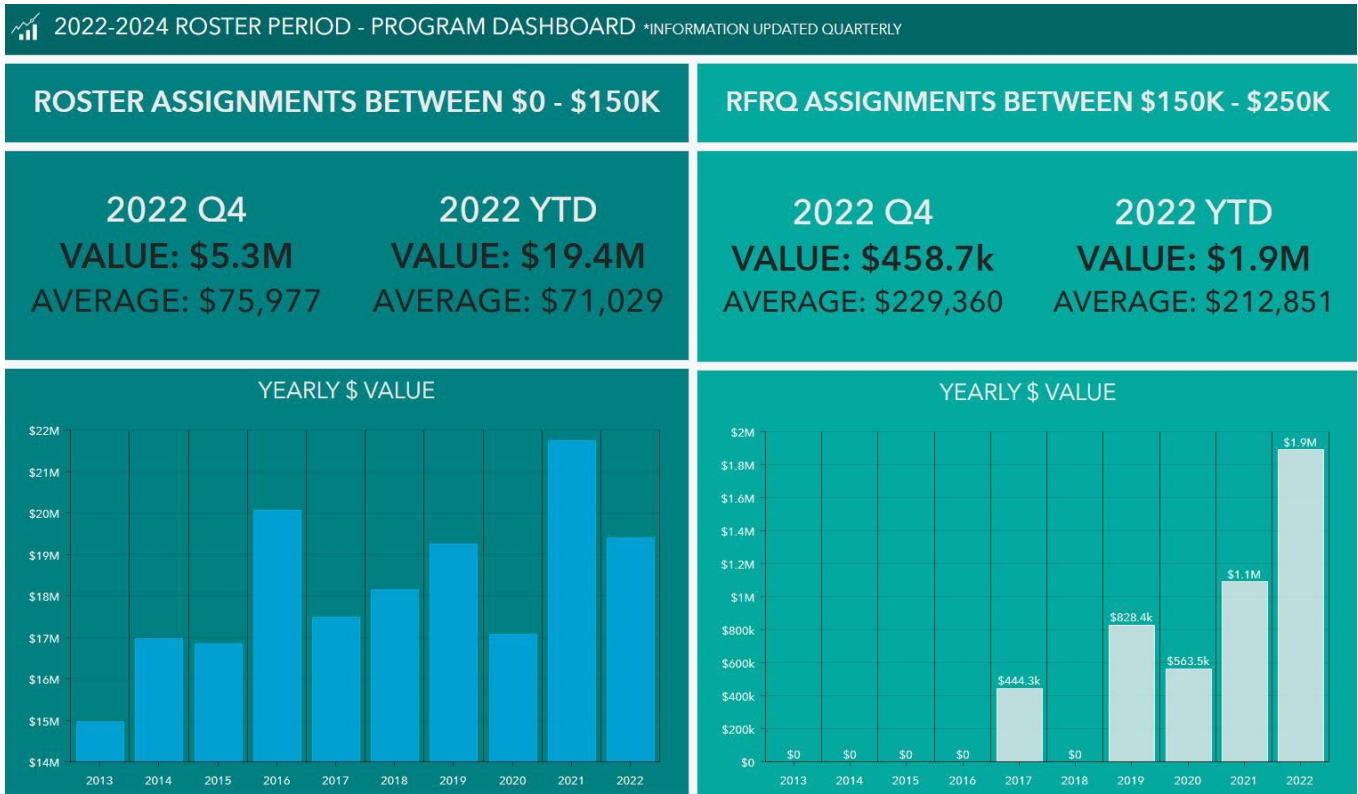 2022-2024 ROSTER PERIOD - PROGRAM DASHBOARD *INFORMATION UPDATED QUARTERLY
ROSTER ASSIGNMENTS BETWEEN $0 - $150K
2022 Q4
VALUE: $5.3M
AVERAGE: $75,977
2022 YTD
VALUE: $19.4M
AVERAGE: $71,029
YEARLY $ VALUE
$22M
$21M
$20M
$19M
$18M
$17M
$16M
$15M
$14M
2013 2014 2015 2016 2017 2018 2019 2020 2021 2022
RFRQ ASSIGNMENTS BETWEEN $150K - $250K
2022 Q4
VALUE: $458.7k
AVERAGE: $229,360
2022 YTD
VALUE: $1.9M
AVERAGE: $212,851
YEARLY $ VALUE
$2M
$1.8M
$1.6M
$1.4M
$1.2M
$1M
$800k
$600k
$400k
$200k
$0
$0 $0 $0 $0 $444.3k $0 $828.4k $563.5k $1.1M $1.9M
2013 2014 2015 2016 2017 2018 2019 2020 2021 2022